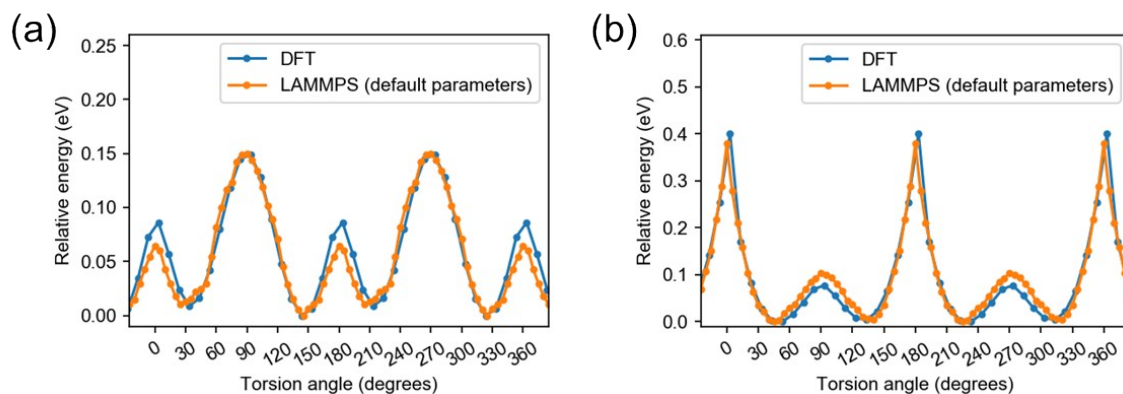 (a)
0.25
0.20
0.15
0.10
0.05
0.00
Relative energy (eV)
DFT
LAMMPS (default parameters)
0 30 60 90 120 150 180 210 240 270 300 330 360
Torsion angle (degrees)
(b)
0.6
0.5
0.4
0.3
0.2
0.1
0.0
Relative energy (eV)
DFT
LAMMPS (default parameters)
0 30 60 90 120 150 180 210 240 270 300 330 360
Torsion angle (degrees)